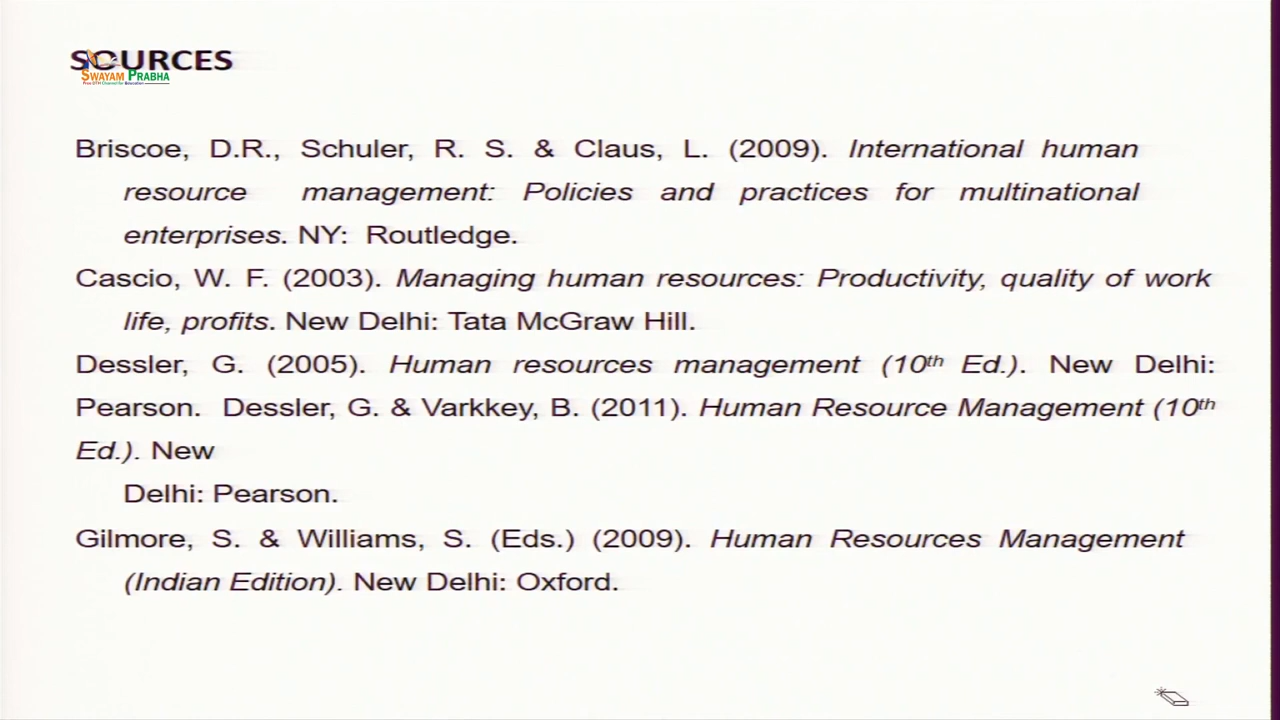 SOURCES
SWAYAM PRABHA
Briscoe, D.R., Schuler, R. S. & Claus, L. (2009). International human
resource management: Policies and practices for multinational
enterprises. NY: Routledge.
Cascio, W. F. (2003). Managing human resources: Productivity, quality of work
life, profits. New Delhi: Tata McGraw Hill.
Dessler, G. (2005). Human resources management (10th Ed.). New Delhi:
Pearson. Dessler, G. & Varkkey, B. (2011). Human Resource Management (10th
Ed.). New
Delhi: Pearson.
Gilmore, S. & Williams, S. (Eds.) (2009). Human Resources Management
(Indian Edition). New Delhi: Oxford.